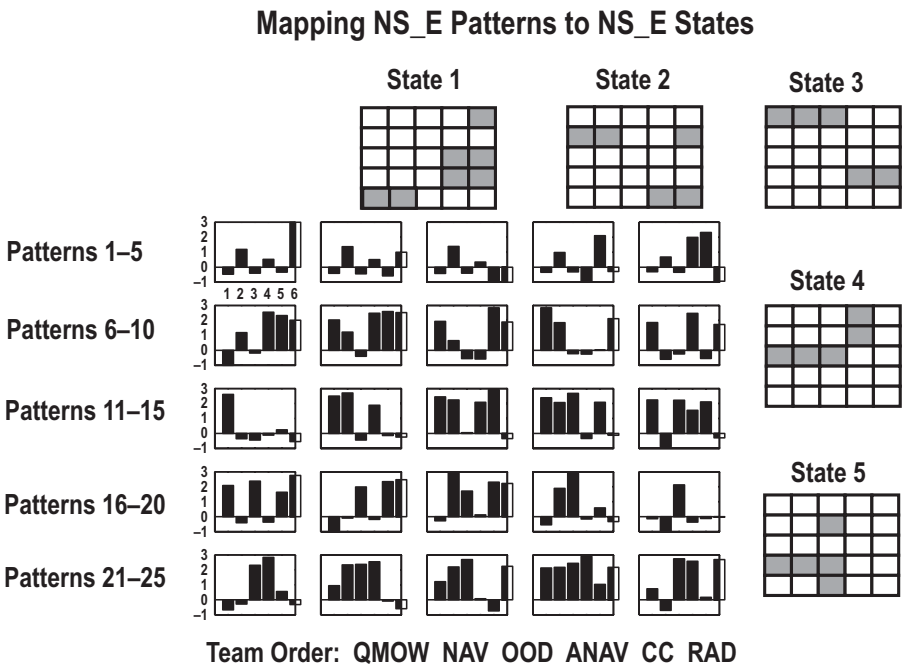 Mapping NS_E Patterns to NS_E States
State 1
State 2
State 3
Patterns 1–5
3
2
1
0
–1
1 2 3 4 5 6
State 4
Patterns 6–10
3
2
1
0
–1
Patterns 11–15
3
2
1
0
–1
State 5
Patterns 16–20
3
2
1
0
–1
Patterns 21–25
3
2
1
0
–1
Team Order: QMOW NAV OOD ANAV CC RAD